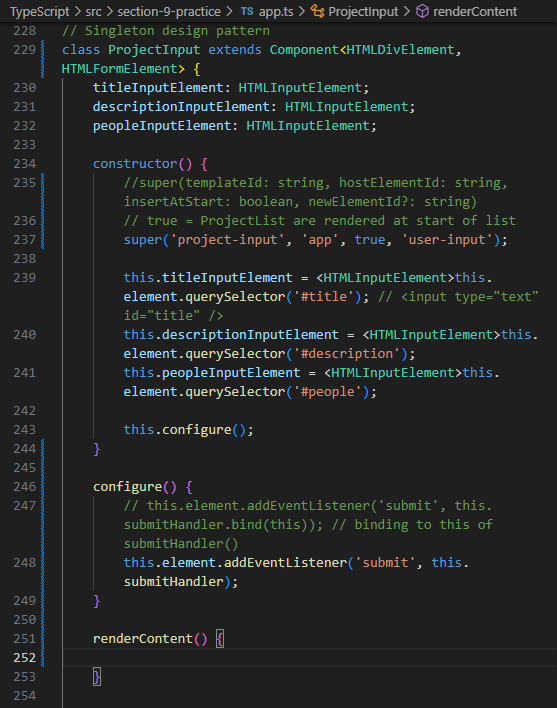 TypeScript > src > section-9-practice > TS app.ts > ProjectInput > renderContent
228 // Singleton design pattern
229 class ProjectInput extends Component<HTMLDivElement,
HTMLFormElement> {
230 titleInputElement: HTMLInputElement;
231 descriptionInputElement: HTMLInputElement;
232 peopleInputElement: HTMLInputElement;
233
234 constructor() {
235 //super(templateId: string, hostElementId: string,
insertAtStart: boolean, newElementId?: string)
236 // true = ProjectList are rendered at start of list
237 super('project-input', 'app', true, 'user-input');
238
239 this.titleInputElement = <HTMLInputElement>this.
element.querySelector('#title'); // <input type="text"
id="title" />
240 this.descriptionInputElement = <HTMLInputElement>this.
element.querySelector('#description');
241 this.peopleInputElement = <HTMLInputElement>this.
element.querySelector('#people');
242
243 this.configure();
244 }
245
246 configure() {
247 // this.element.addEventListener('submit', this.
submitHandler.bind(this)); // binding to this of
submitHandler()
248 this.element.addEventListener('submit', this.
submitHandler);
249 }
250
251 renderContent() {
252
253 }
254